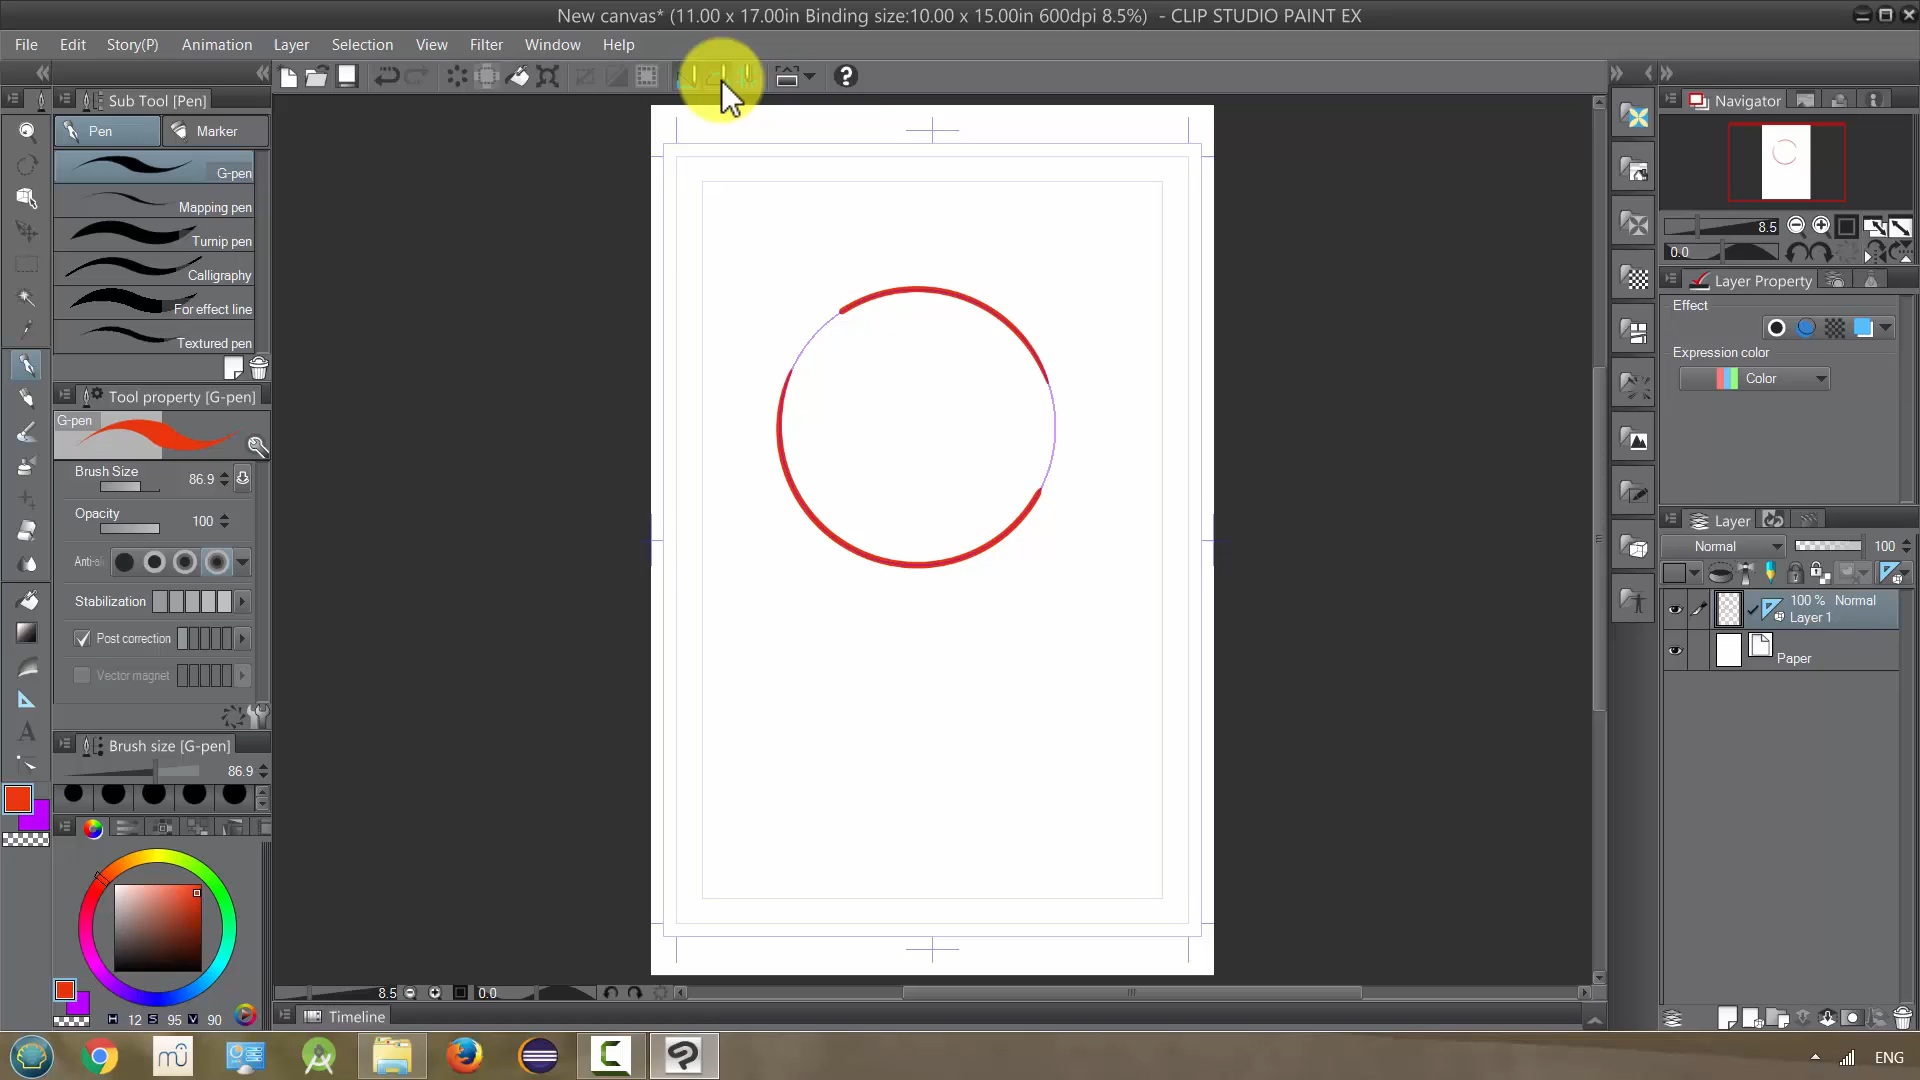 New canvas* (11.00 x 17.00in Binding size:10.00 x 15.00in 600dpi 8.5%) - CLIP STUDIO PAINT EX
File Edit Story(P) Animation Layer Selection View Filter Window Help
Sub Tool [Pen]
Pen Marker
G-pen
Mapping pen
Turnip pen
Calligraphy
For effect line
Textured pen
Tool property [G-pen]
G-pen
Brush Size 86.9
Opacity 100
Anti-ali
Stabilization
Post correction
Vector magnet
Brush size [G-pen]
86.9
H 12 S 95 V 90
8.5 0.0
Timeline
Navigator
8.5
0.0
Layer Property
Effect
Expression color
Color
Layer
Normal 100
100 % Normal
Layer 1
Paper
ENG